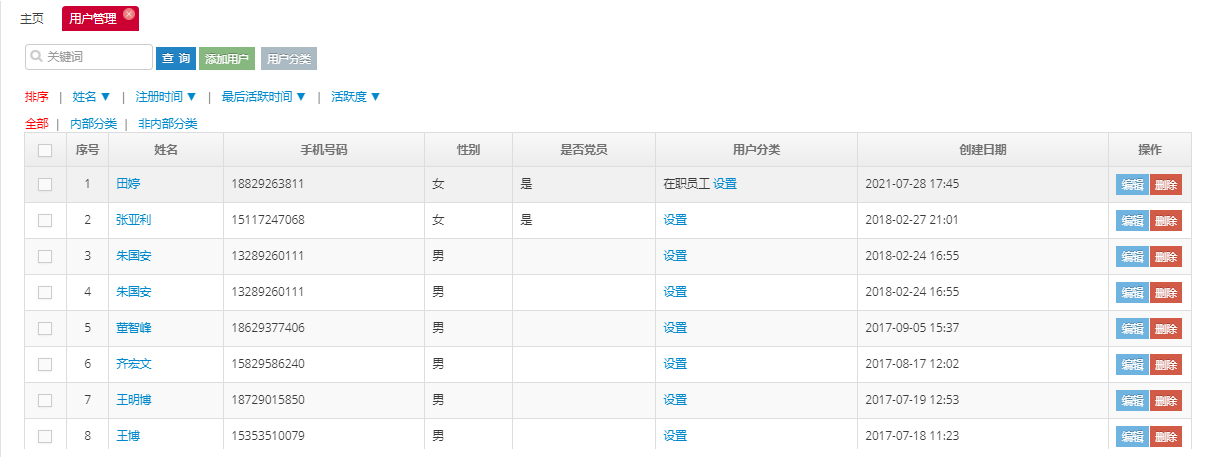 主页 用户管理
关键词 查 询 添加用户 用户分类
排序 | 姓名 ▼ | 注册时间 ▼ | 最后活跃时间 ▼ | 活跃度 ▼
全部 | 内部分类 | 非内部分类
序号 姓名 手机号码 性别 是否党员 用户分类 创建日期 操作
1 田婷 18829263811 女 是 在职员工 设置 2021-07-28 17:45 编辑 删除
2 张亚利 15117247068 女 是 设置 2018-02-27 21:01 编辑 删除
3 朱国安 13289260111 男 设置 2018-02-24 16:55 编辑 删除
4 朱国安 13289260111 男 设置 2018-02-24 16:55 编辑 删除
5 董智峰 18629377406 男 设置 2017-09-05 15:37 编辑 删除
6 齐宏文 15829586240 男 设置 2017-08-17 12:02 编辑 删除
7 王明博 18729015850 男 设置 2017-07-19 12:53 编辑 删除
8 王博 15353510079 男 设置 2017-07-18 11:23 编辑 删除